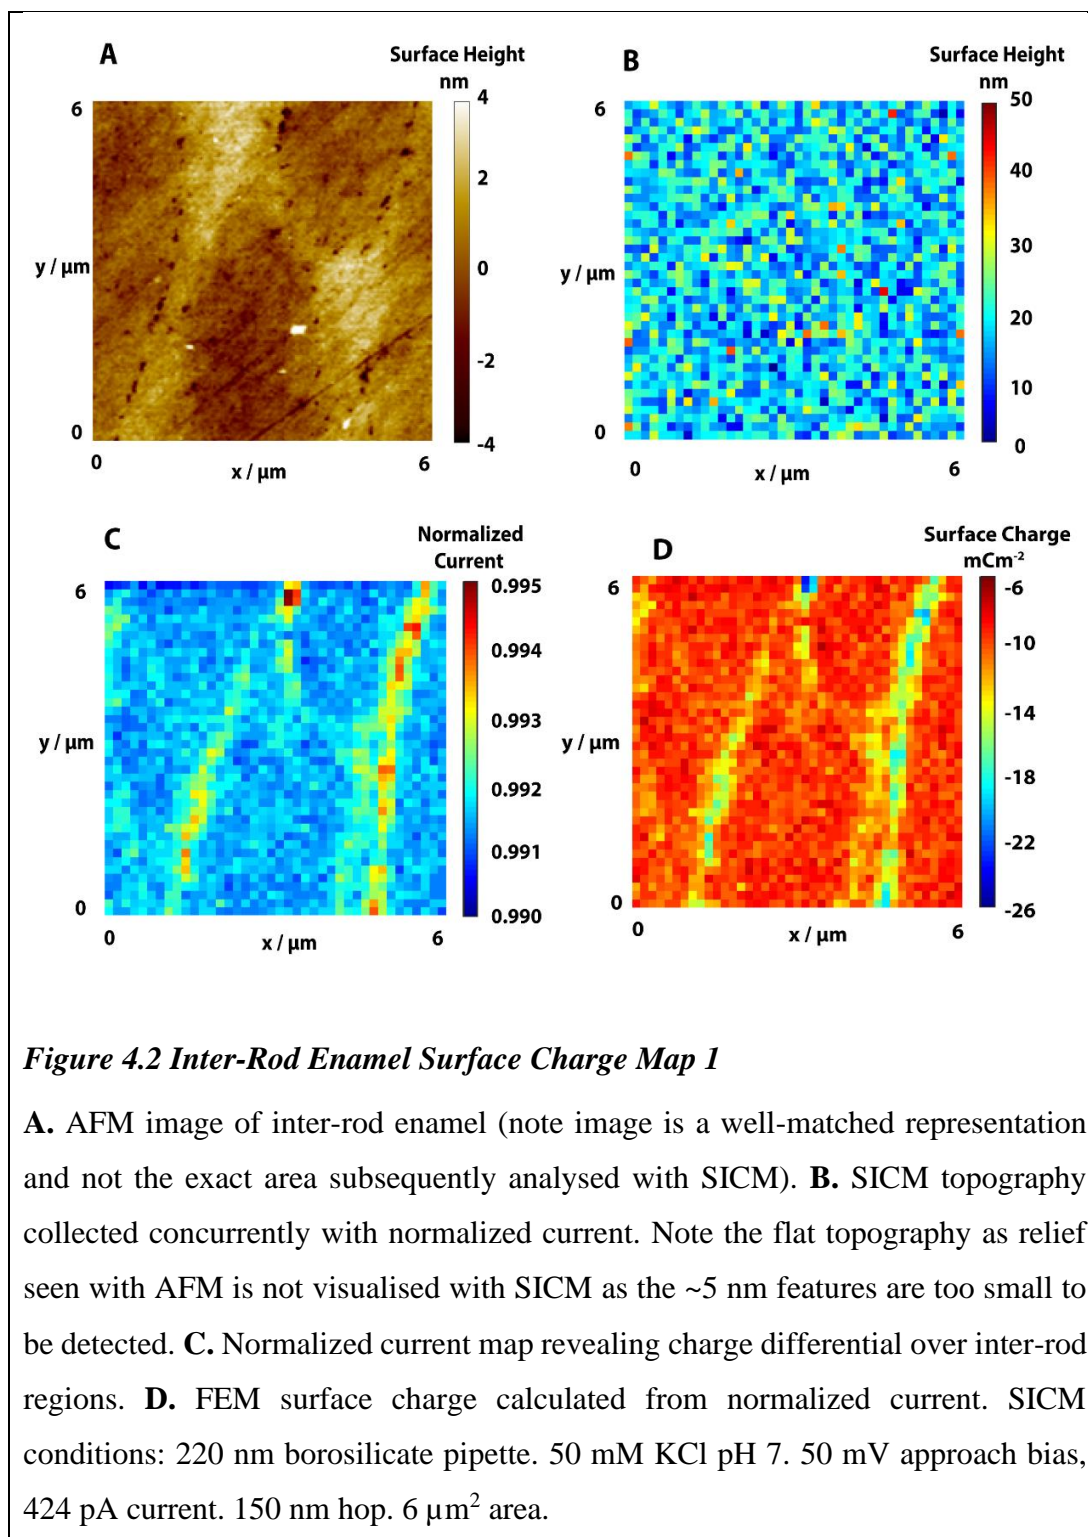 A
Surface Height
nm
4
2
0
-2
-4
6
y / µm
0
0
x / µm
6
B
Surface Height
nm
50
40
30
20
10
0
6
y / µm
0
0
x / µm
6
C
Normalized
Current
0.995
0.994
0.993
0.992
0.991
0.990
6
y / µm
0
0
x / µm
6
D
Surface Charge
mCm-2
-6
-10
-14
-18
-22
-26
6
y / µm
0
0
x / µm
6
Figure 4.2 Inter-Rod Enamel Surface Charge Map 1
A. AFM image of inter-rod enamel (note image is a well-matched representation
and not the exact area subsequently analysed with SICM). B. SICM topography
collected concurrently with normalized current. Note the flat topography as relief
seen with AFM is not visualised with SICM as the ~5 nm features are too small to
be detected. C. Normalized current map revealing charge differential over inter-rod
regions. D. FEM surface charge calculated from normalized current. SICM
conditions: 220 nm borosilicate pipette. 50 mM KCl pH 7. 50 mV approach bias,
424 pA current. 150 nm hop. 6 µm² area.